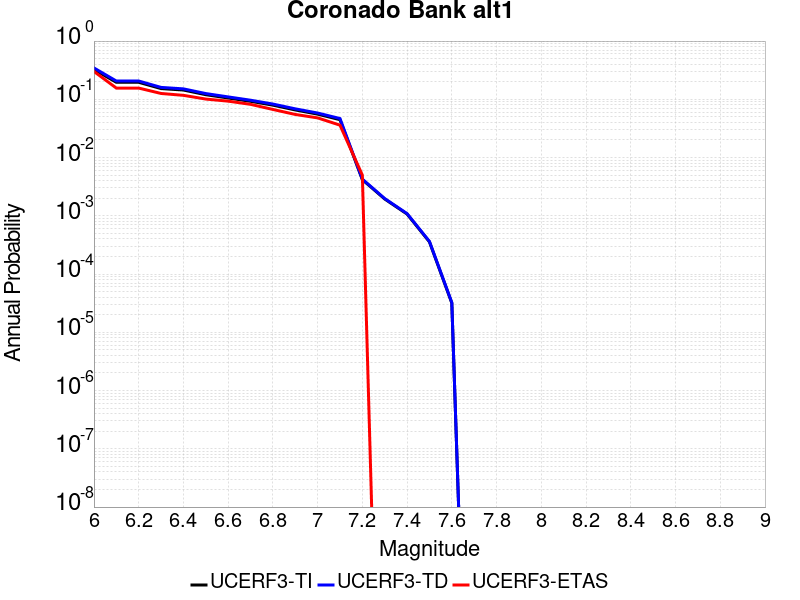 Coronado Bank alt1
10^0
10^-1
10^-2
10^-3
10^-4
10^-5
10^-6
10^-7
10^-8
Annual Probability
6 6.2 6.4 6.6 6.8 7 7.2 7.4 7.6 7.8 8 8.2 8.4 8.6 8.8 9
Magnitude
UCERF3-TI UCERF3-TD UCERF3-ETAS